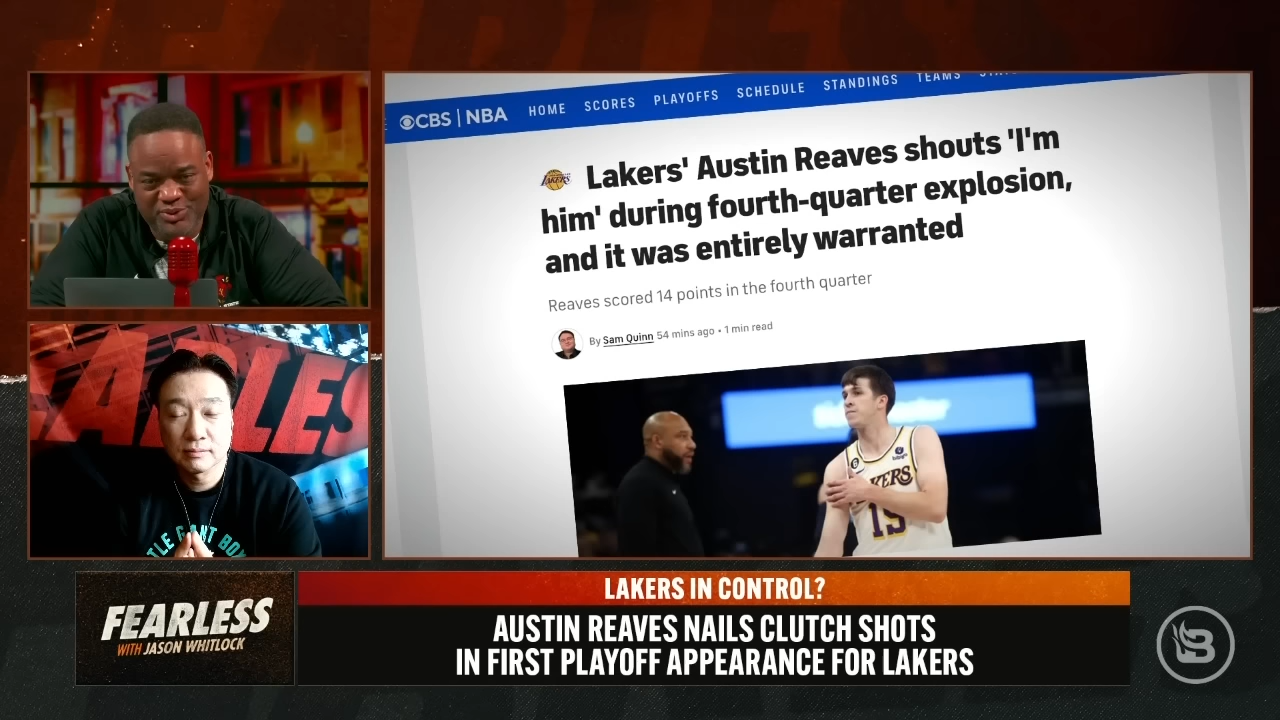 CBS | NBA HOME SCORES PLAYOFFS SCHEDULE STANDINGS TEAMS
Lakers' Austin Reaves shouts 'I'm
him' during fourth-quarter explosion,
and it was entirely warranted
Reaves scored 14 points in the fourth quarter
By Sam Quinn 54 mins ago • 1 min read
LAKERS
15
LAKERS IN CONTROL?
FEARLESS
WITH JASON WHITLOCK
AUSTIN REAVES NAILS CLUTCH SHOTS
IN FIRST PLAYOFF APPEARANCE FOR LAKERS
B